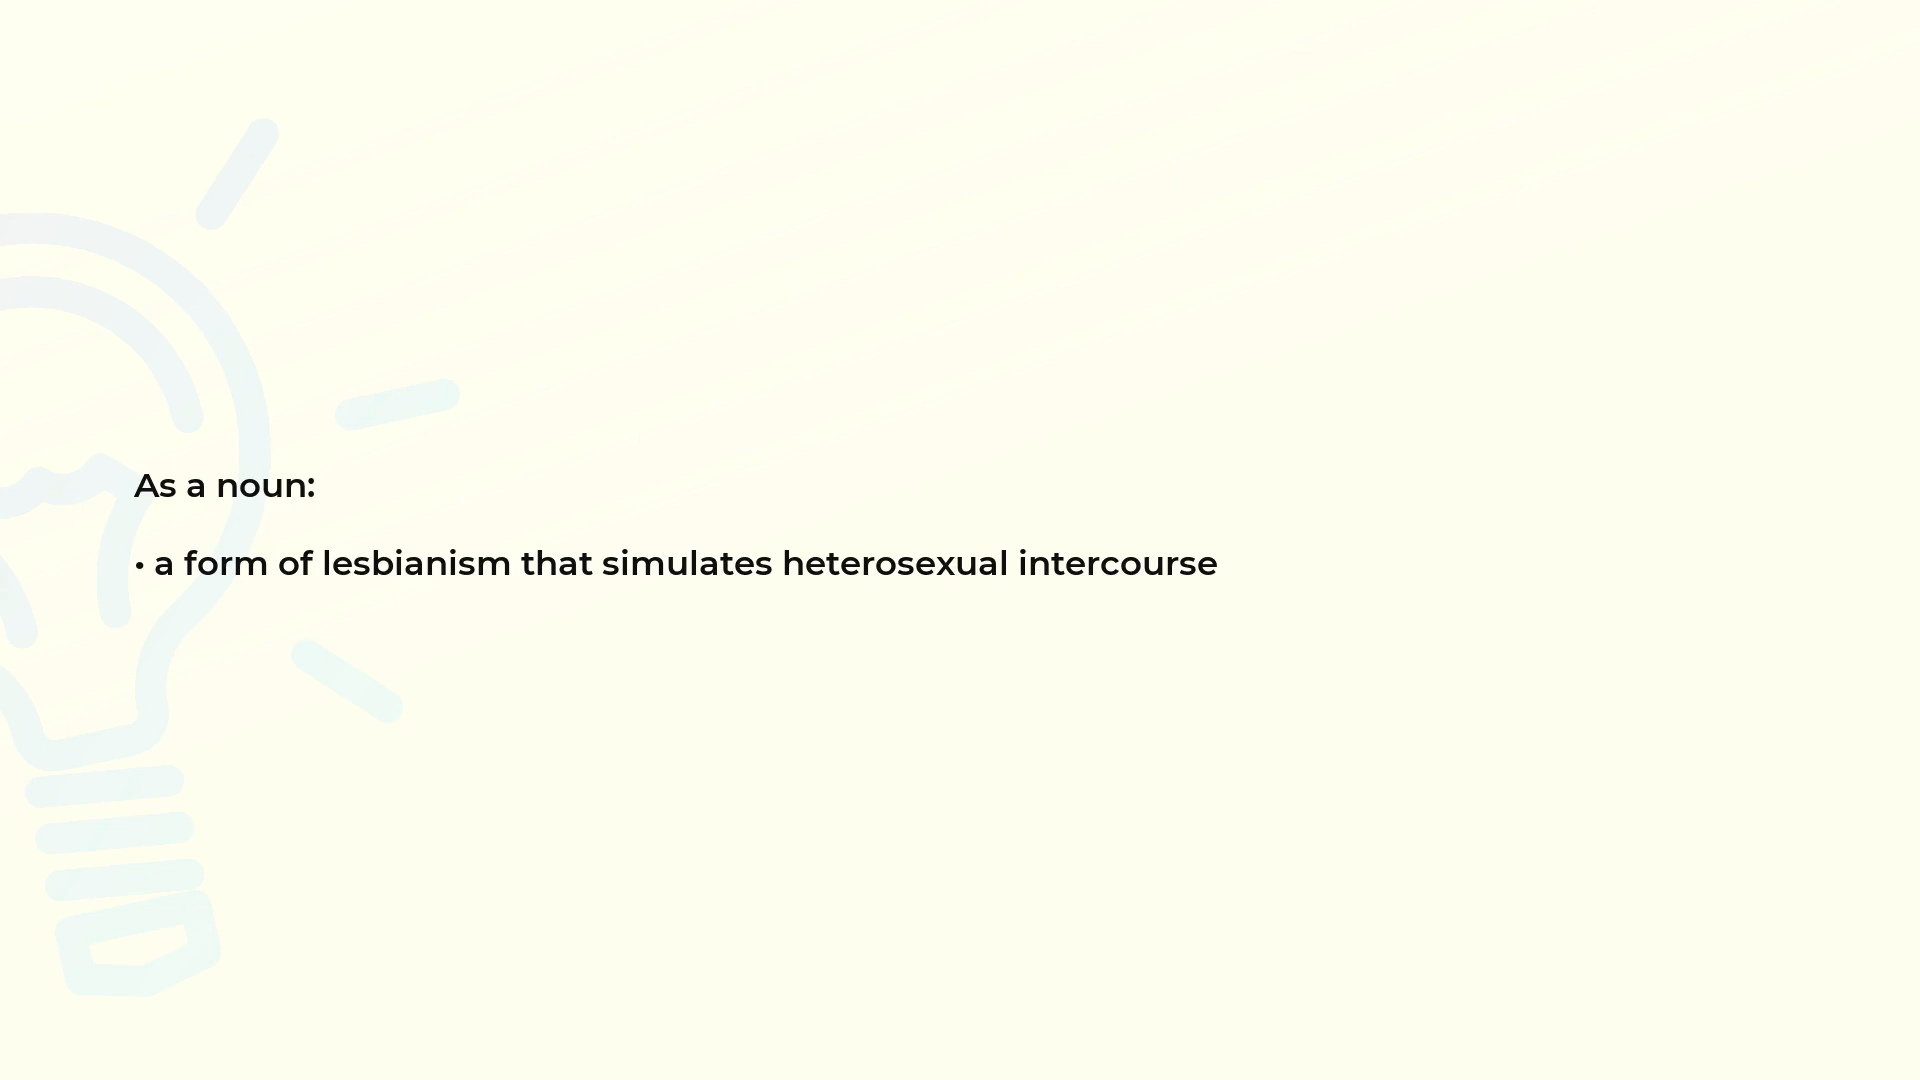 As a noun:
• a form of lesbianism that simulates heterosexual intercourse